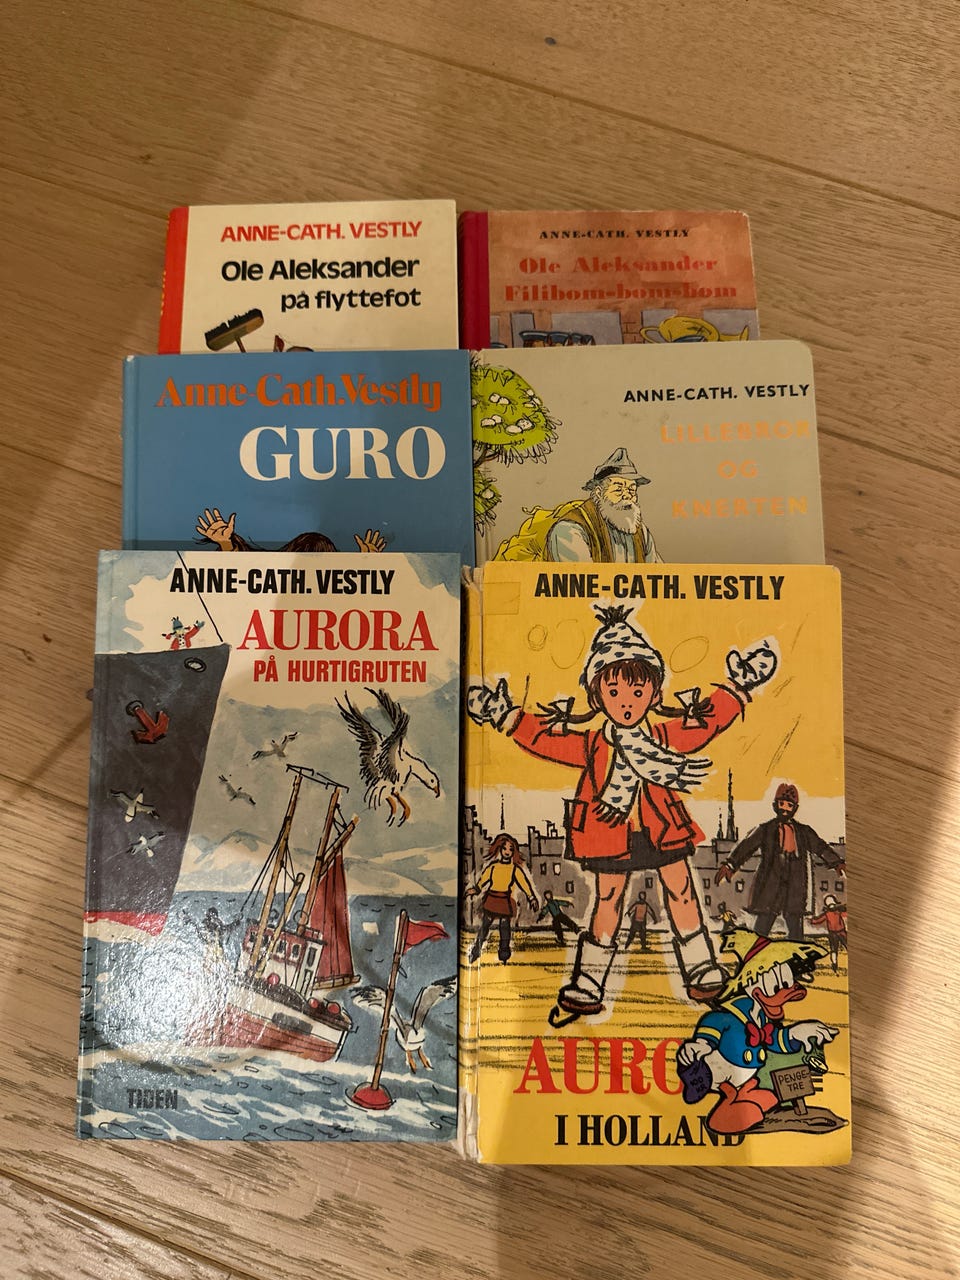 ANNE-CATH. VESTLY
Ole Aleksander
på flyttefot
ANNE-CATH. VESTLY
Ole Aleksander
Filibom-bom-bom
Anne-Cath. Vestly
GURO
ANNE-CATH. VESTLY
LILLEBROR
OG
KNERTEN
ANNE-CATH. VESTLY
AURORA
PÅ HURTIGRUTEN
TIDEN
ANNE-CATH. VESTLY
AURO
I HOLLAND
PENGE-
TRE